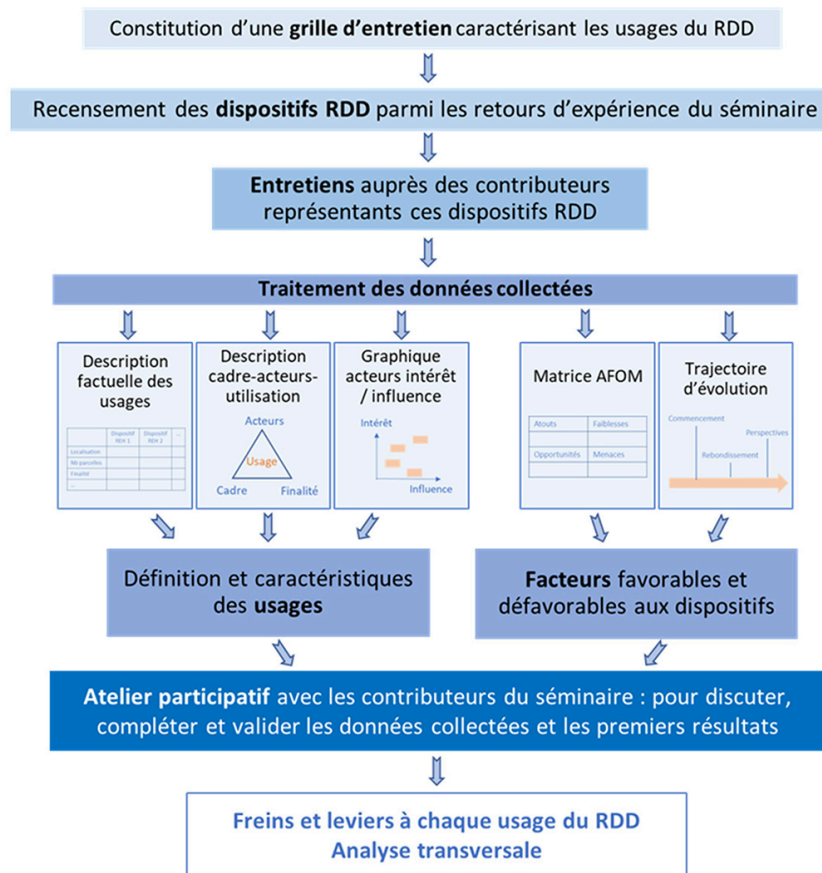 Constitution d’une grille d’entretien caractérisant les usages du RDD
Recensement des dispositifs RDD parmi les retours d’expérience du séminaire
Entretiens auprès des contributeurs
représentants ces dispositifs RDD
Traitement des données collectées
Description
factuelle des
usages
Dispositif
REH 1
Dispositif
REH 2
...
Localisation
Nb parcelles
Finalité
...
Description
cadre-acteurs-
utilisation
Acteurs
Usage
Cadre
Finalité
Graphique
acteurs intérêt
/ influence
Intérêt
Influence
Matrice AFOM
Atouts
Faiblesses
Opportunités
Menaces
Trajectoire
d’évolution
Commencement
Perspectives
Rebondissement
Définition et caractéristiques
des usages
Facteurs favorables et
défavorables aux dispositifs
Atelier participatif avec les contributeurs du séminaire : pour discuter,
compléter et valider les données collectées et les premiers résultats
Freins et leviers à chaque usage du RDD
Analyse transversale